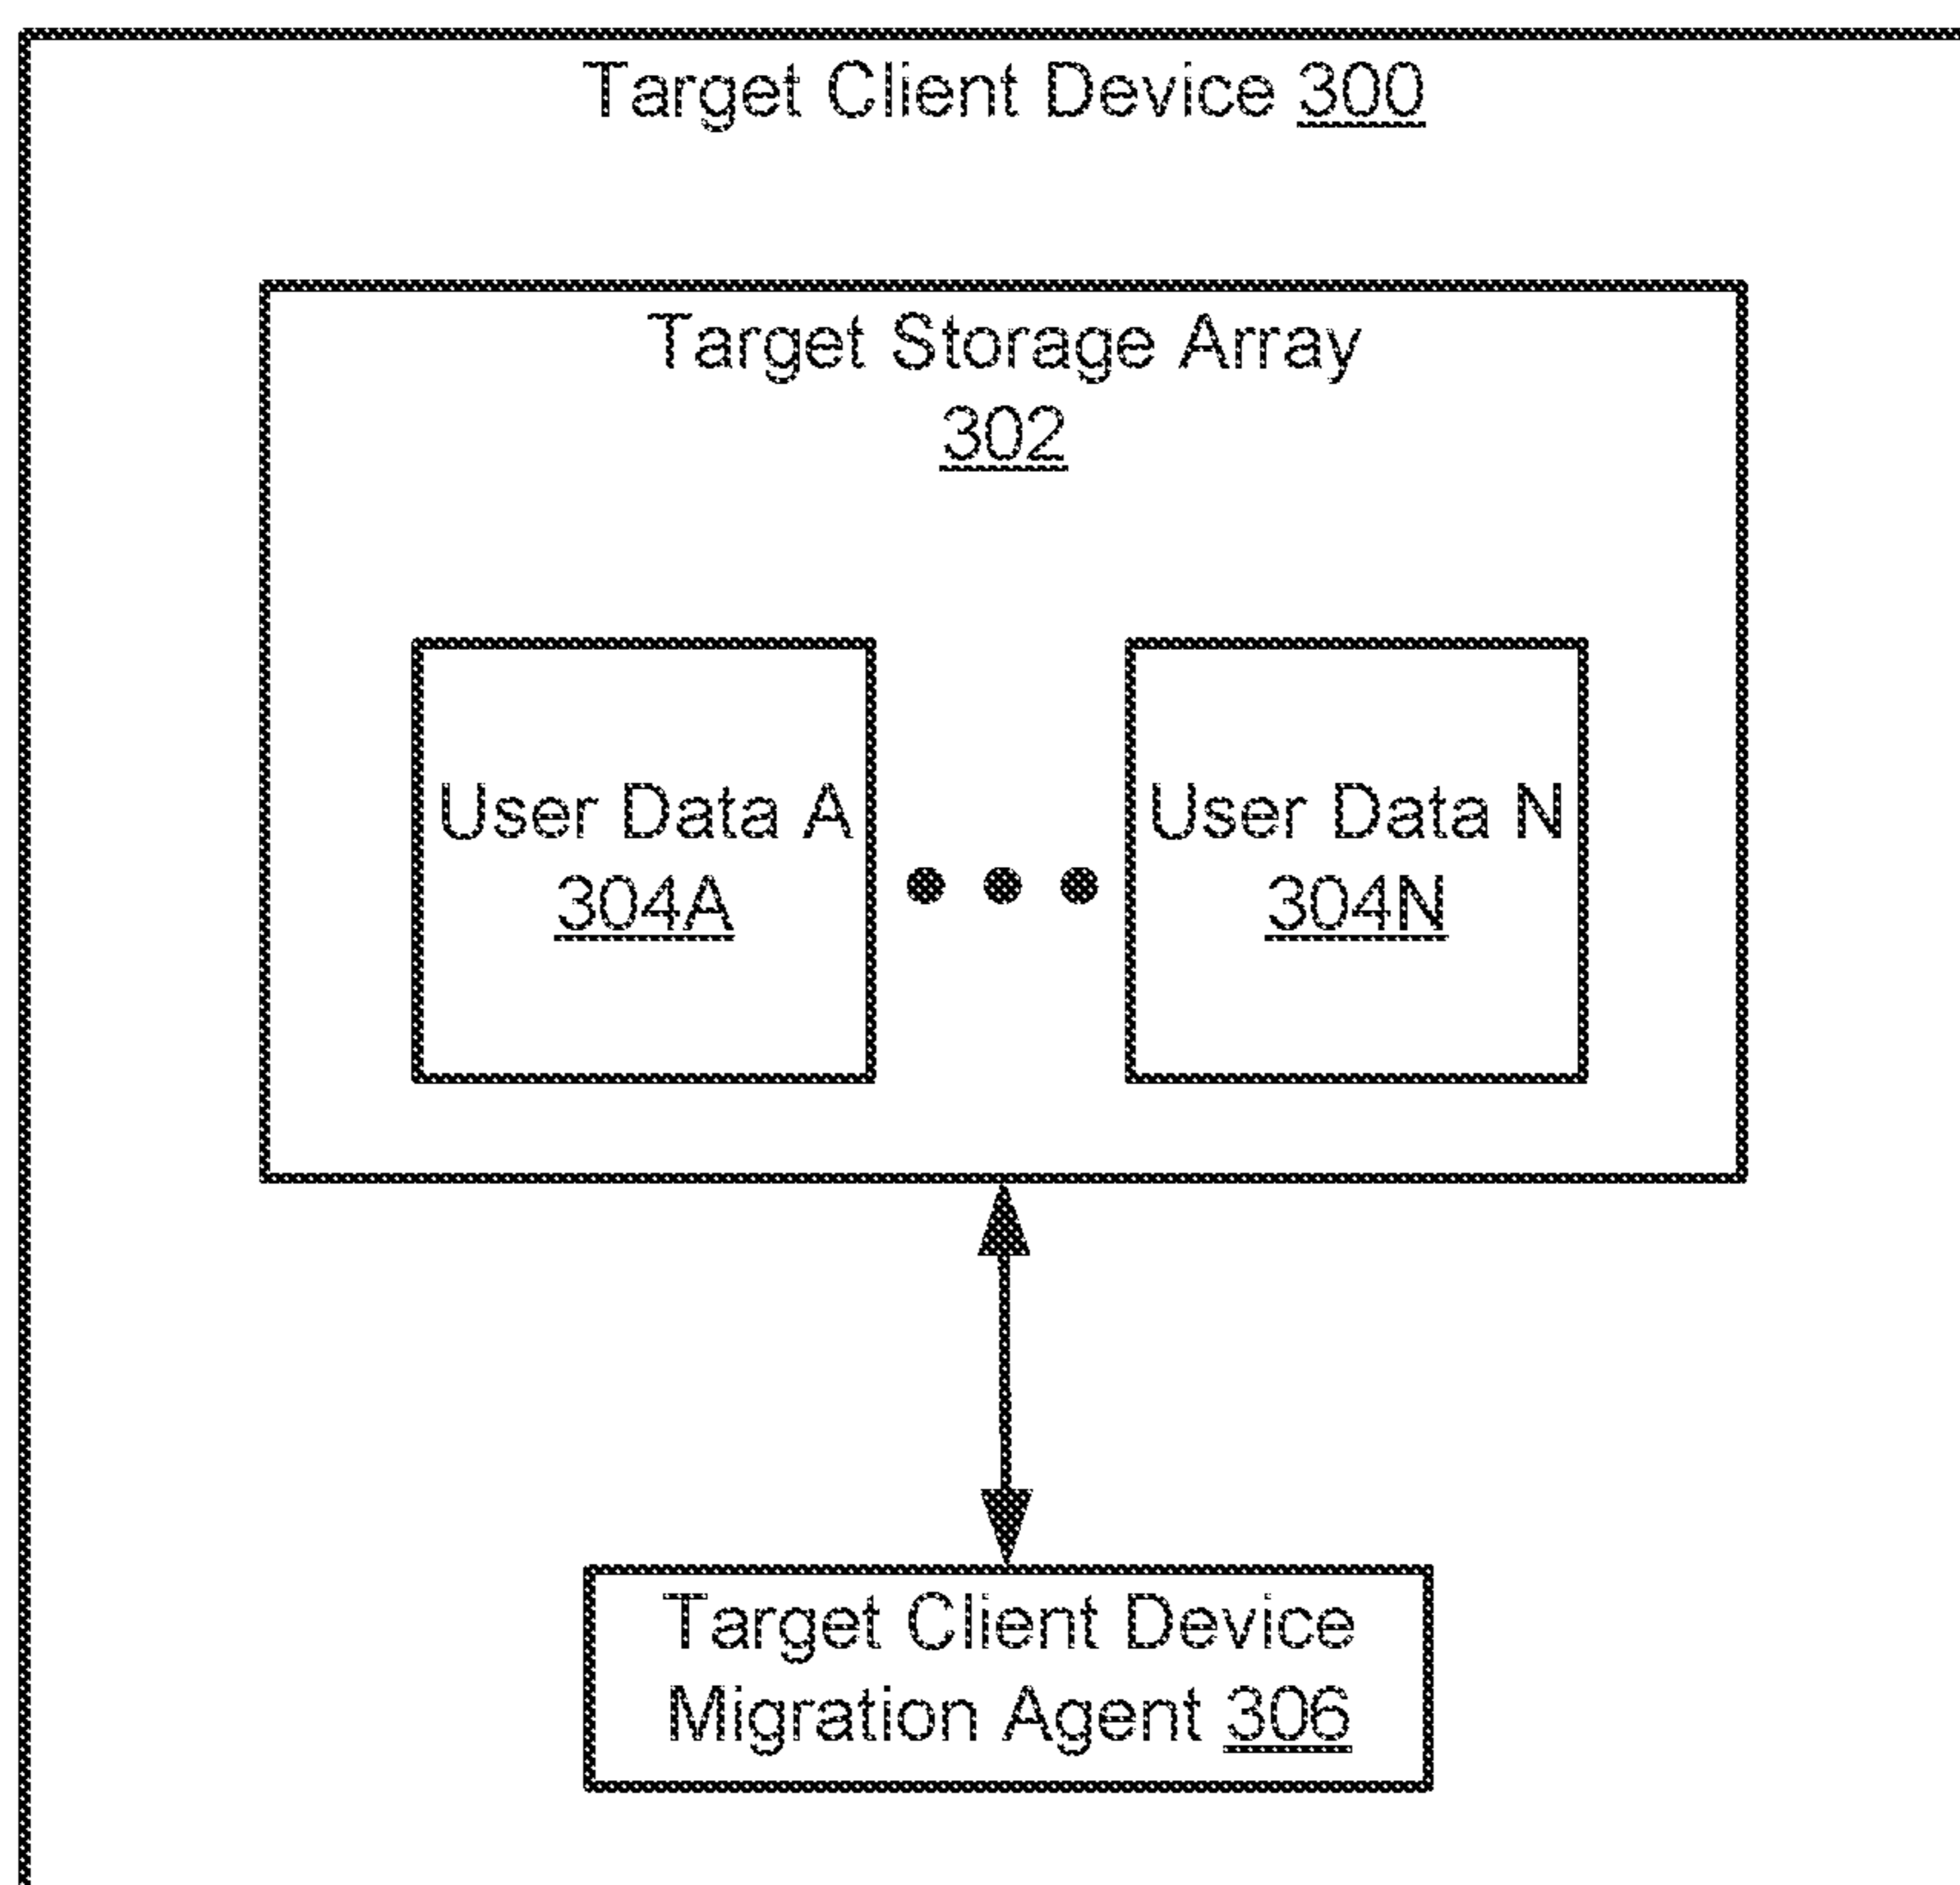 Target Client Device 300
Target Storage Array
302
User Data A
304A
User Data N
304N
Target Client Device
Migration Agent 306